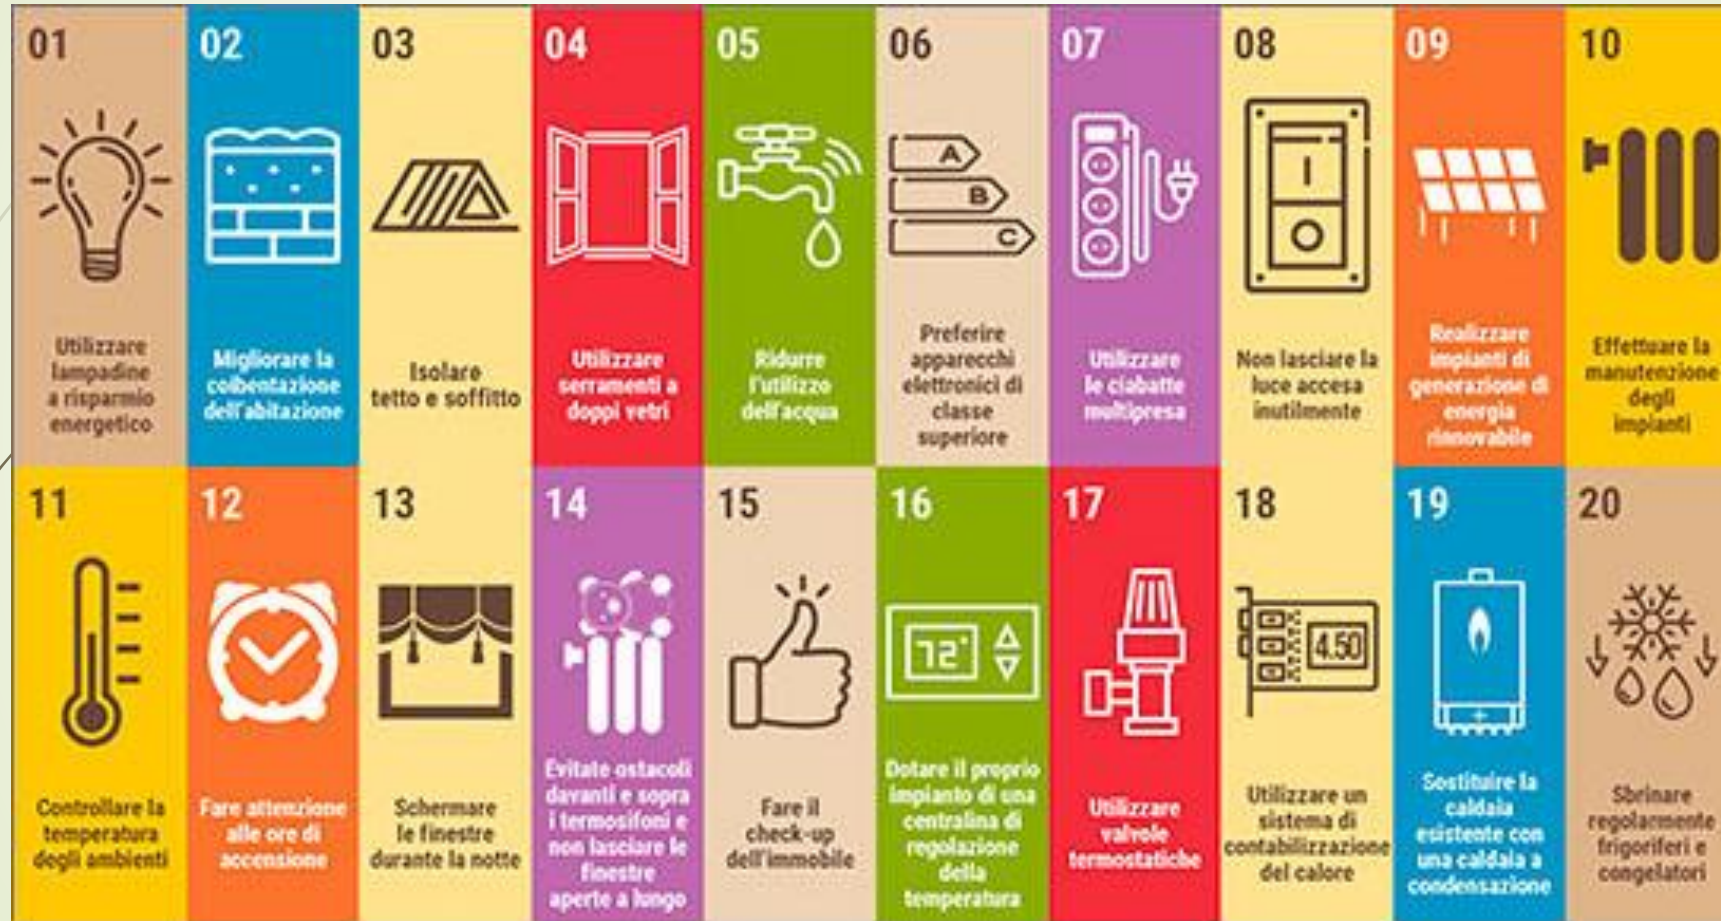 01
Utilizzare
lampadine
a risparmio
energetico
02
Migliorare la
coibentazione
dell'abitazione
03
Isolare
tetto e soffitto
04
Utilizzare
serramenti a
doppi vetri
05
Ridurre
l'utilizzo
dell'acqua
06
A
B
C
Preferire
apparecchi
elettronici di
classe
superiore
07
Utilizzare
le ciabatte
multipresa
08
Non lasciare la
luce accesa
inutilmente
09
Realizzare
impianti di
generazione di
energia
rinnovabile
10
Effettuare la
manutenzione
degli
impianti
11
Controllare la
temperatura
degli ambienti
12
Fare attenzione
alle ore di
accensione
13
Schermare
le finestre
durante la notte
14
Evitate ostacoli
davanti e sopra
i termosifoni e
non lasciare le
finestre
aperte a lungo
15
Fare il
check-up
dell'immobile
16
72°
Dotare il proprio
impianto di una
centralina di
regolazione
della
temperatura
17
Utilizzare
valvole
termostatiche
18
4.50
Utilizzare un
sistema di
contabilizzazione
del calore
19
Sostituire la
caldaia
esistente con
una caldaia a
condensazione
20
Sbrinare
regolarmente
frigoriferi e
congelatori